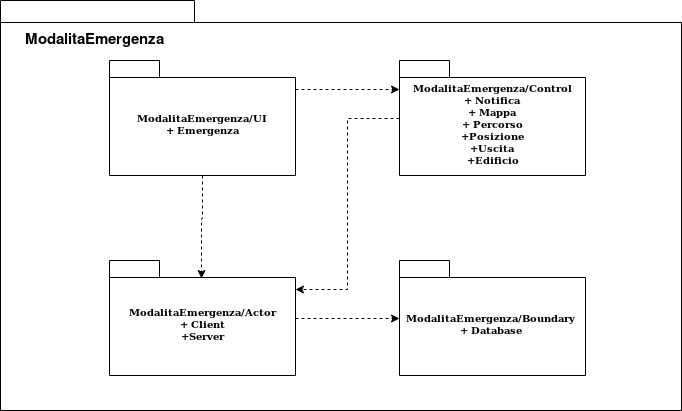 ModalitaEmergenza
ModalitaEmergenza/UI
+ Emergenza
ModalitaEmergenza/Control
+ Notifica
+ Mappa
+ Percorso
+Posizione
+Uscita
+Edificio
ModalitaEmergenza/Actor
+ Client
+Server
ModalitaEmergenza/Boundary
+ Database